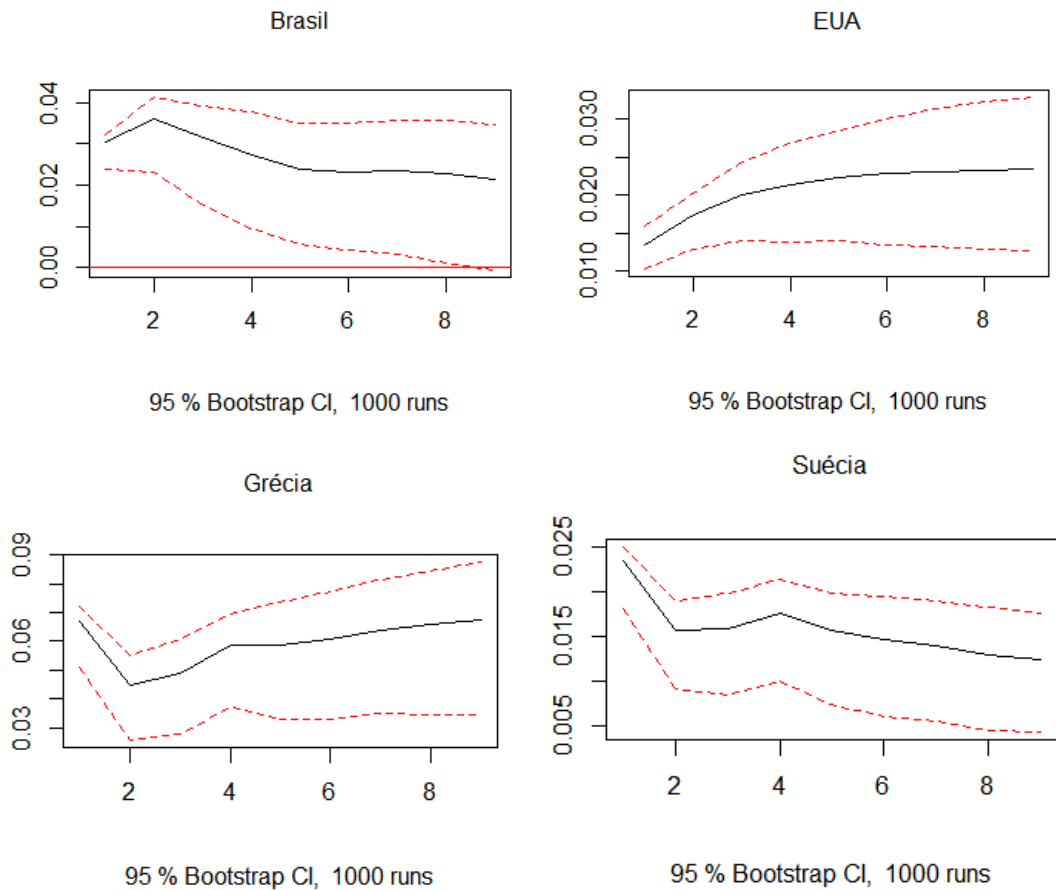 Brasil
0.04
0.02
0.00
2 4 6 8
95 % Bootstrap CI, 1000 runs
EUA
0.030
0.020
0.010
2 4 6 8
95 % Bootstrap CI, 1000 runs
Grécia
0.09
0.06
0.03
2 4 6 8
95 % Bootstrap CI, 1000 runs
Suécia
0.025
0.015
0.005
2 4 6 8
95 % Bootstrap CI, 1000 runs